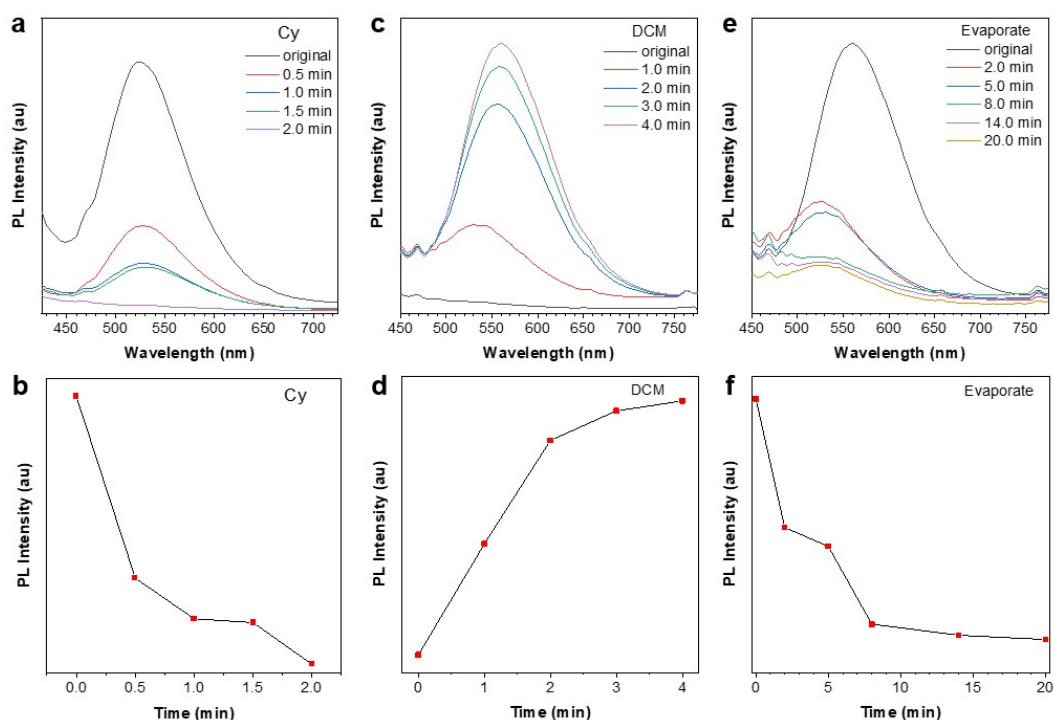 a
Cy
original
0.5 min
1.0 min
1.5 min
2.0 min
PL Intensity (au)
450 500 550 600 650 700
Wavelength (nm)
c
DCM
original
1.0 min
2.0 min
3.0 min
4.0 min
PL Intensity (au)
450 500 550 600 650 700 750
Wavelength (nm)
e
Evaporate
original
2.0 min
5.0 min
8.0 min
14.0 min
20.0 min
PL Intensity (au)
450 500 550 600 650 700 750
Wavelength (nm)
b
Cy
PL Intensity (au)
0.0 0.5 1.0 1.5 2.0
Time (min)
d
DCM
PL Intensity (au)
0 1 2 3 4
Time (min)
f
Evaporate
PL Intensity (au)
0 5 10 15 20
Time (min)